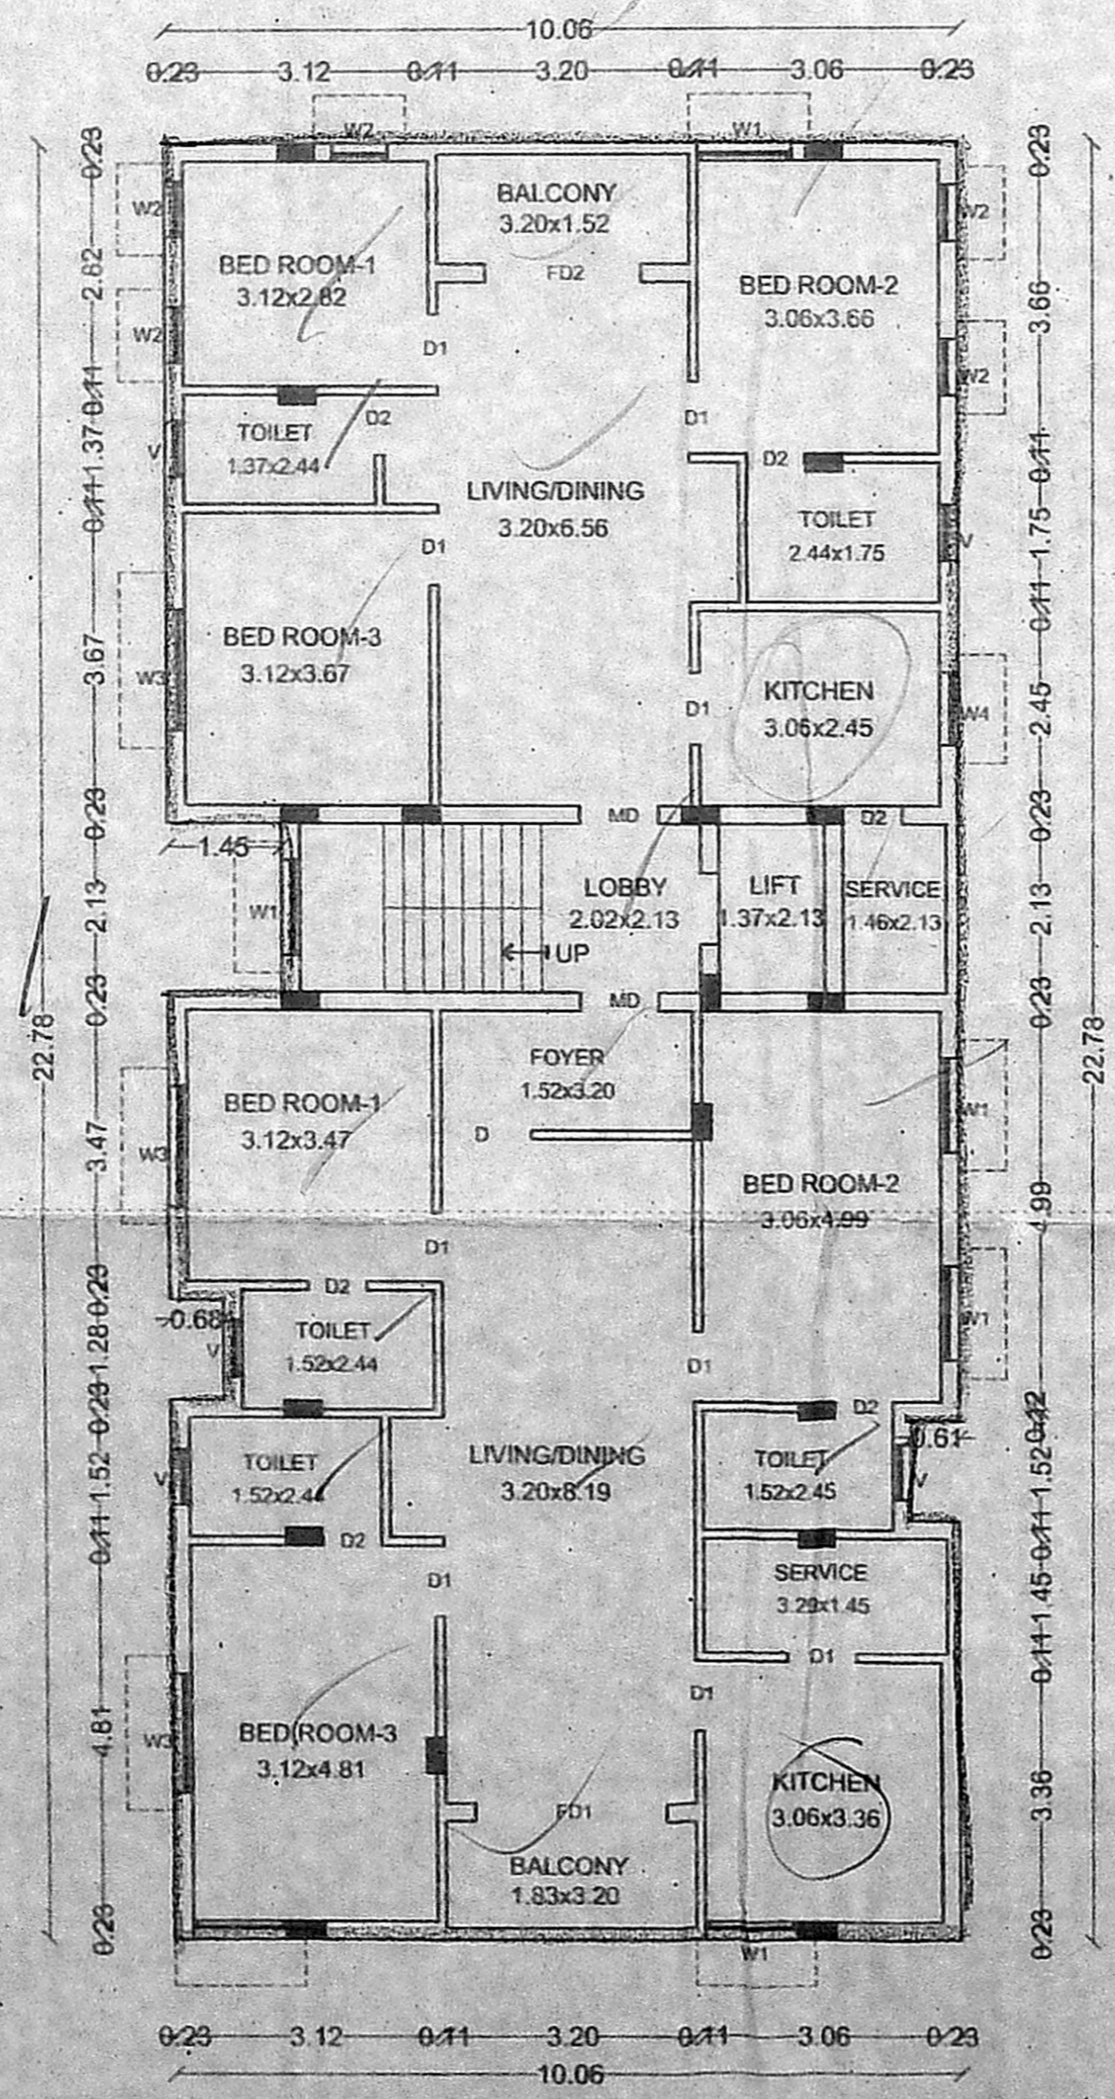 10.06
0.23 3.12 0.11 3.20 0.11 3.06 0.23
W2 W1
0.23 0.23
BALCONY
3.20x1.52
W2 W2
BED ROOM-1
3.12x2.82
FD2
BED ROOM-2
3.06x3.66
2.82 3.66
W2 D1 W2
0.11
D2 D1
TOILET
1.37x2.44
V
1.37
D2
0.11
LIVING/DINING
3.20x6.56
0.11
TOILET
2.44x1.75
V
1.75
D1
0.11
BED ROOM-3
3.12x3.67
W3
3.67
KITCHEN
3.06x2.45
D1
W4
2.45
0.23 MD D2 0.23
1.45
LOBBY
2.02x2.13
LIFT
1.37x2.13
SERVICE
1.46x2.13
W1
2.13 2.13
UP
0.23 MD 0.23
22.78 22.78
FOYER
1.52x3.20
BED ROOM-1
3.12x3.47
W1
D
W3
3.47
BED ROOM-2
3.06x4.99
4.99
D1
0.23 D2
0.68
TOILET
1.52x2.44
V
1.28
W1
D1
0.23
D2
0.12
0.61
LIVING/DINING
3.20x8.19
TOILET
1.52x2.44
V
1.52
TOILET
1.52x2.45
V
1.52
0.11 D2 0.11
D1
SERVICE
3.29x1.45
1.45
D1
0.11
D1
BED ROOM-3
3.12x4.81
W3
4.81
KITCHEN
3.06x3.36
3.36
FD1
BALCONY
1.83x3.20
0.23 0.23
W1
0.23 3.12 0.11 3.20 0.11 3.06 0.23
10.06